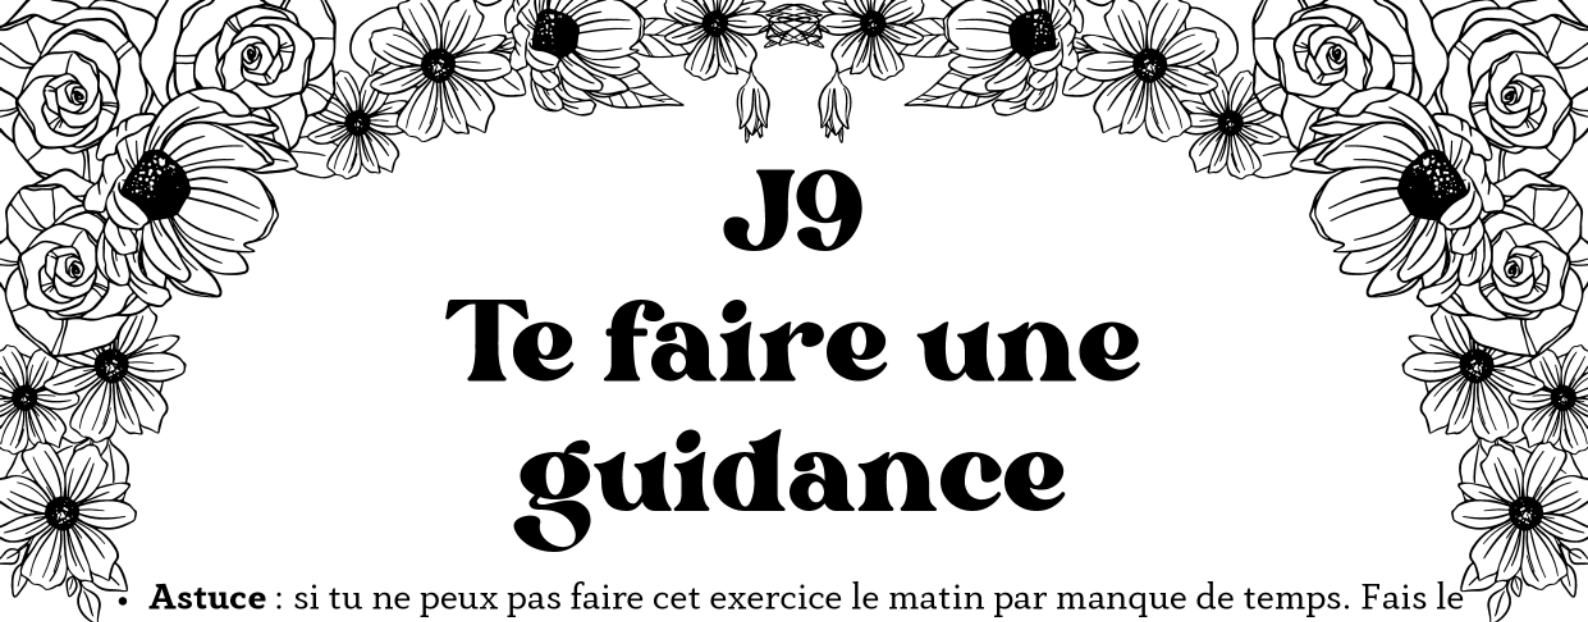 J9
Te faire une
guidance
• Astuce : si tu ne peux pas faire cet exercice le matin par manque de temps. Fais le